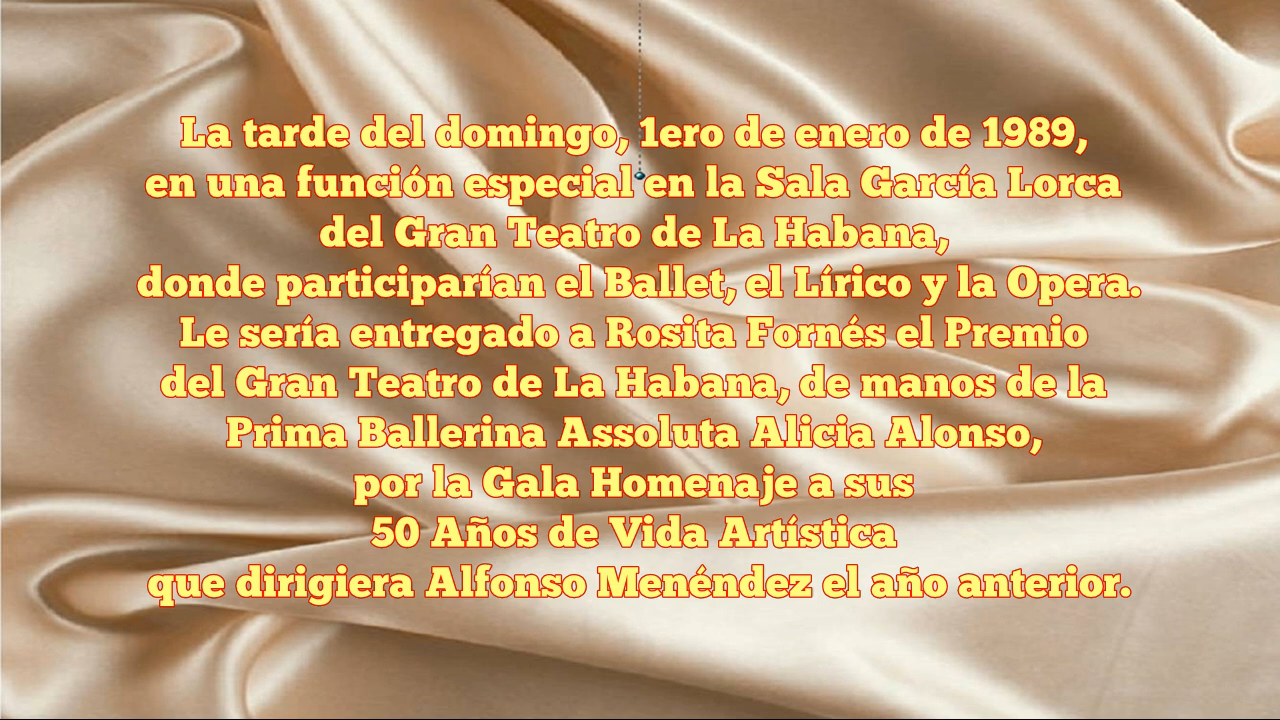 La tarde del domingo, 1ero de enero de 1989,
en una función especial en la Sala García Lorca
del Gran Teatro de La Habana,
donde participarían el Ballet, el Lírico y la Opera.
Le sería entregado a Rosita Fornés el Premio
del Gran Teatro de La Habana, de manos de la
Prima Ballerina Assoluta Alicia Alonso,
por la Gala Homenaje a sus
50 Años de Vida Artística
que dirigiera Alfonso Menéndez el año anterior.